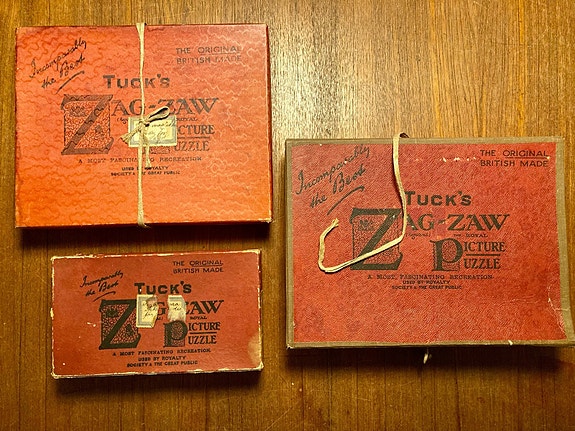 Incomparably
the Best
THE ORIGINAL
BRITISH MADE
TUCK'S
ZAG-ZAW
ROYAL
PICTURE
PUZZLE
A MOST FASCINATING RECREATION
USED BY ROYALTY
SOCIETY & THE GREAT PUBLIC
Incomparably
the Best
THE ORIGINAL
BRITISH MADE
TUCK'S
ZAG-ZAW
ROYAL
PICTURE
PUZZLE
A MOST FASCINATING RECREATION
USED BY ROYALTY
SOCIETY & THE GREAT PUBLIC
Incomparably
the Best
THE ORIGINAL
BRITISH MADE
TUCK'S
ZAG-ZAW
ROYAL
PICTURE
PUZZLE
A MOST FASCINATING RECREATION
USED BY ROYALTY
SOCIETY & THE GREAT PUBLIC